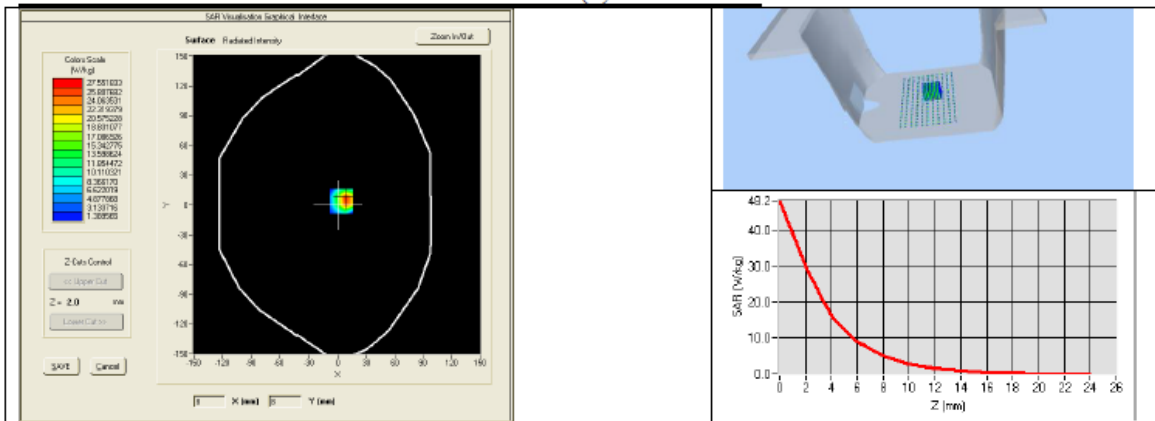 SAR Visualisation Graphical Interface
Surface Radiated Intensity
Zoom In/Out
Colors Scale
(W/kg)
27.551833
24.063531
22.319379
20.575228
18.831077
17.086926
15.342775
13.598624
11.854472
10.110321
8.366170
6.622019
4.877868
3.133716
1.389565
150
120
90
60
30
0
-30
-60
-90
-120
-150
Y
-150 -120 -90 -60 -30 0 30 60 90 120 150
X
Z-Cuts Control
<< Upper Cut
Z = 2.0 mm
Lower Cut >>
SAVE
Cancel
X (mm)
Y (mm)
49.2
40.0
30.0
20.0
10.0
0.0
SAR (W/kg)
0 2 4 6 8 10 12 14 16 18 20 22 24 26
Z (mm)